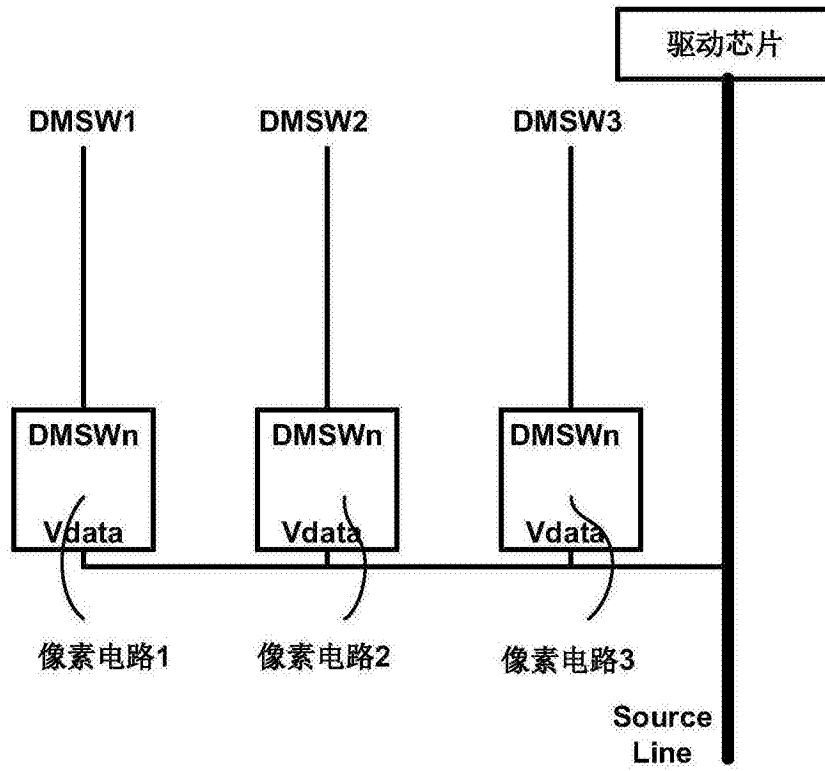 驱动芯片
DMSW1 DMSW2 DMSW3
DMSWn DMSWn DMSWn
Vdata Vdata Vdata
像素电路1 像素电路2 像素电路3
Source
Line